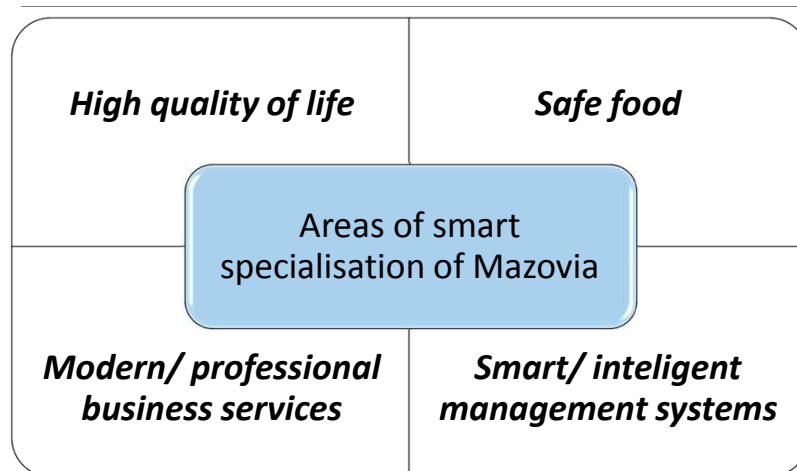 High quality of life
Safe food
Areas of smart
specialisation of Mazovia
Modern/ professional
business services
Smart/ inteligent
management systems